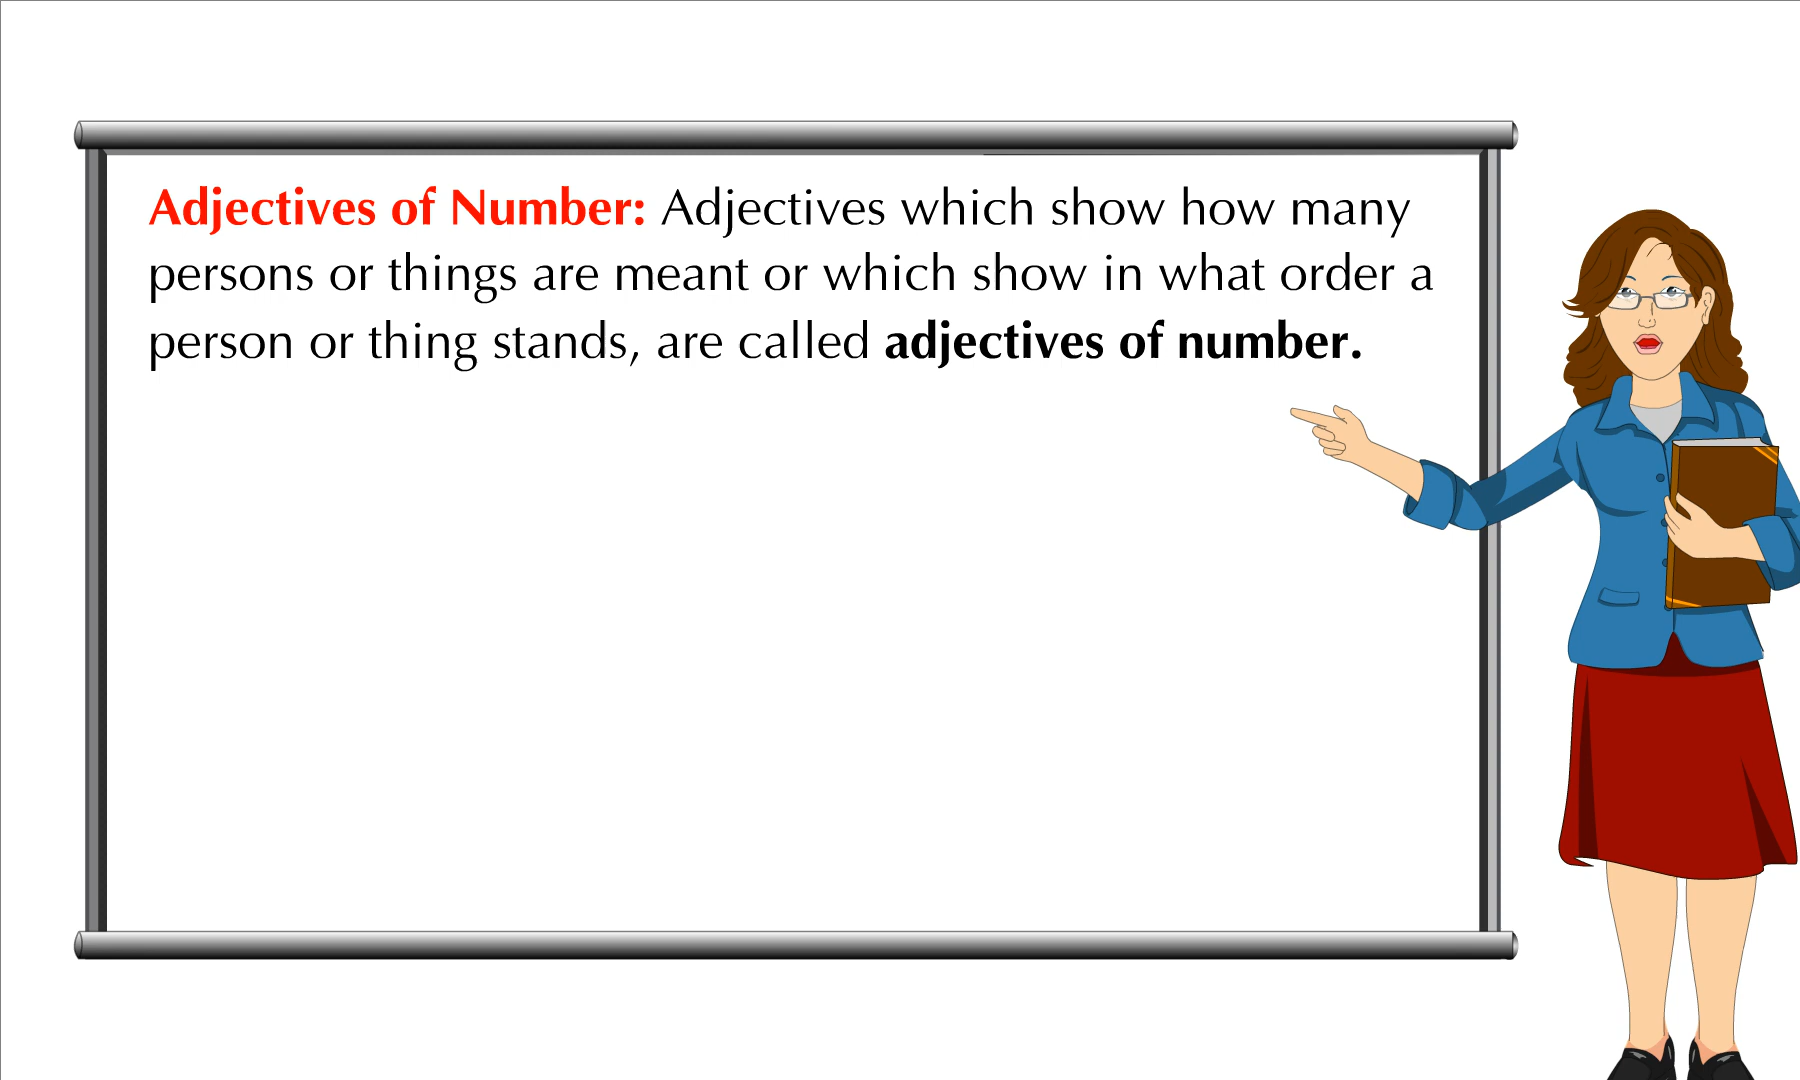 Adjectives of Number: Adjectives which show how many
persons or things are meant or which show in what order a
person or thing stands, are called adjectives of number.